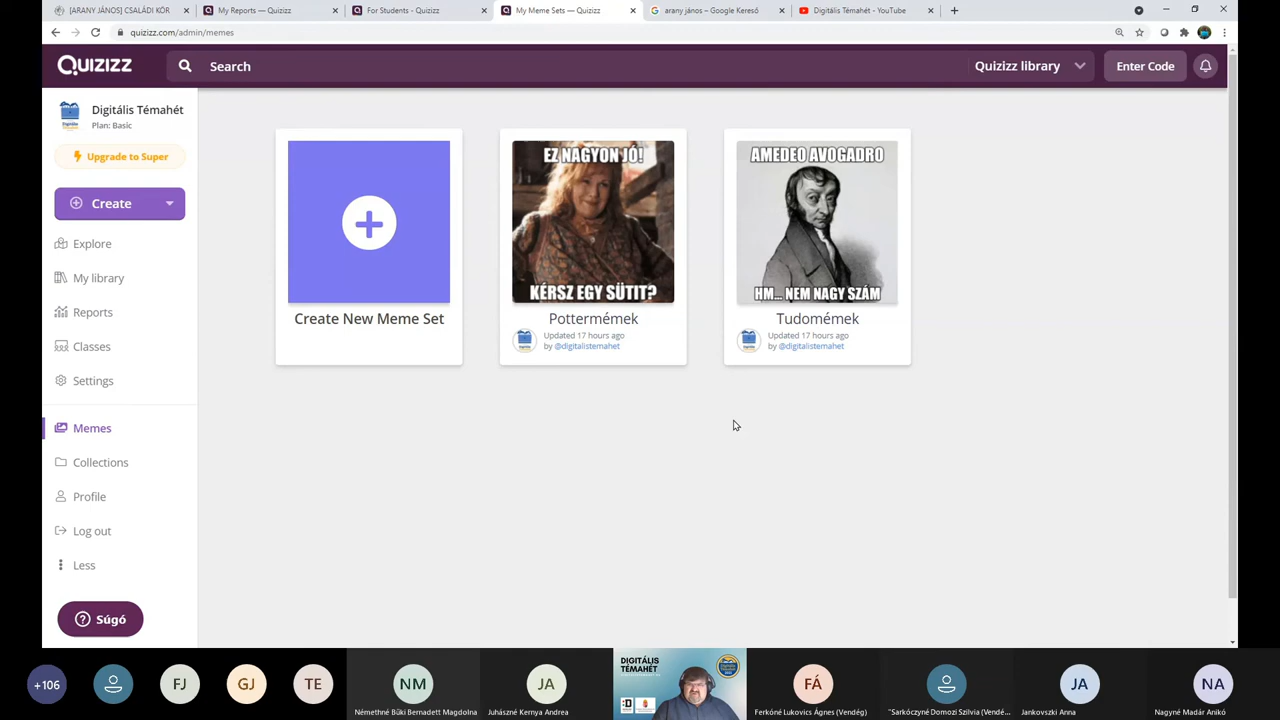 [ARANY JÁNOS] CSALÁDI KÖR
My Reports — Quizizz
For Students - Quizizz
My Meme Sets — Quizizz
arany jános – Google Kereső
Digitális Témahét - YouTube
quizizz.com/admin/memes
QUIZIZZ
Search
Quizizz library
Enter Code
Digitális Témahét
Plan: Basic
Upgrade to Super
Create
Explore
My library
Reports
Classes
Settings
Memes
Collections
Profile
Log out
Less
Súgó
Create New Meme Set
EZ NAGYON JÓ!
KÉRSZ EGY SÜTIT?
Pottermémek
Updated 17 hours ago
by @digitalistemahet
AMEDEO AVOGADRO
HM... NEM NAGY SZÁM
Tudomémek
Updated 17 hours ago
by @digitalistemahet
+106
FJ
GJ
TE
NM
Némethné Büki Bernadett Magdolna
JA
Juhászné Kernya Andrea
DIGITÁLIS
TÉMAHÉT
:D
FÁ
Ferkóné Lukovics Ágnes (Vendég)
"Sarkóczyné Domozi Szilvia (Vendé...
JA
Jankovszki Anna
NA
Nagyné Madár Anikó